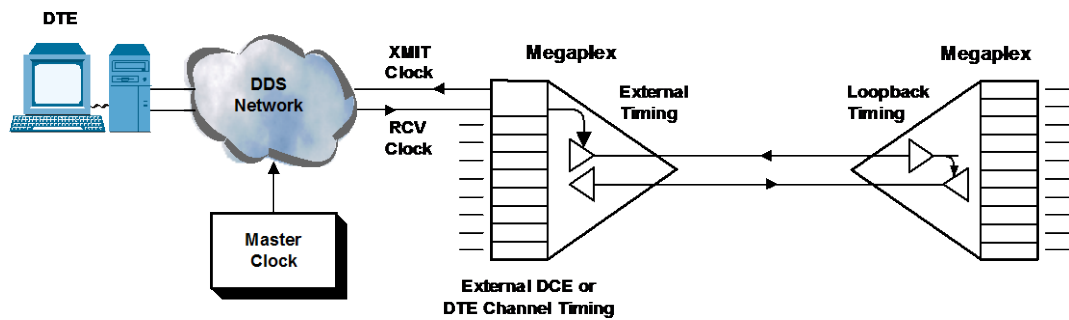 DTE
DDS
Network
XMIT
Clock
RCV
Clock
Master
Clock
Megaplex
External
Timing
External DCE or
DTE Channel Timing
Loopback
Timing
Megaplex